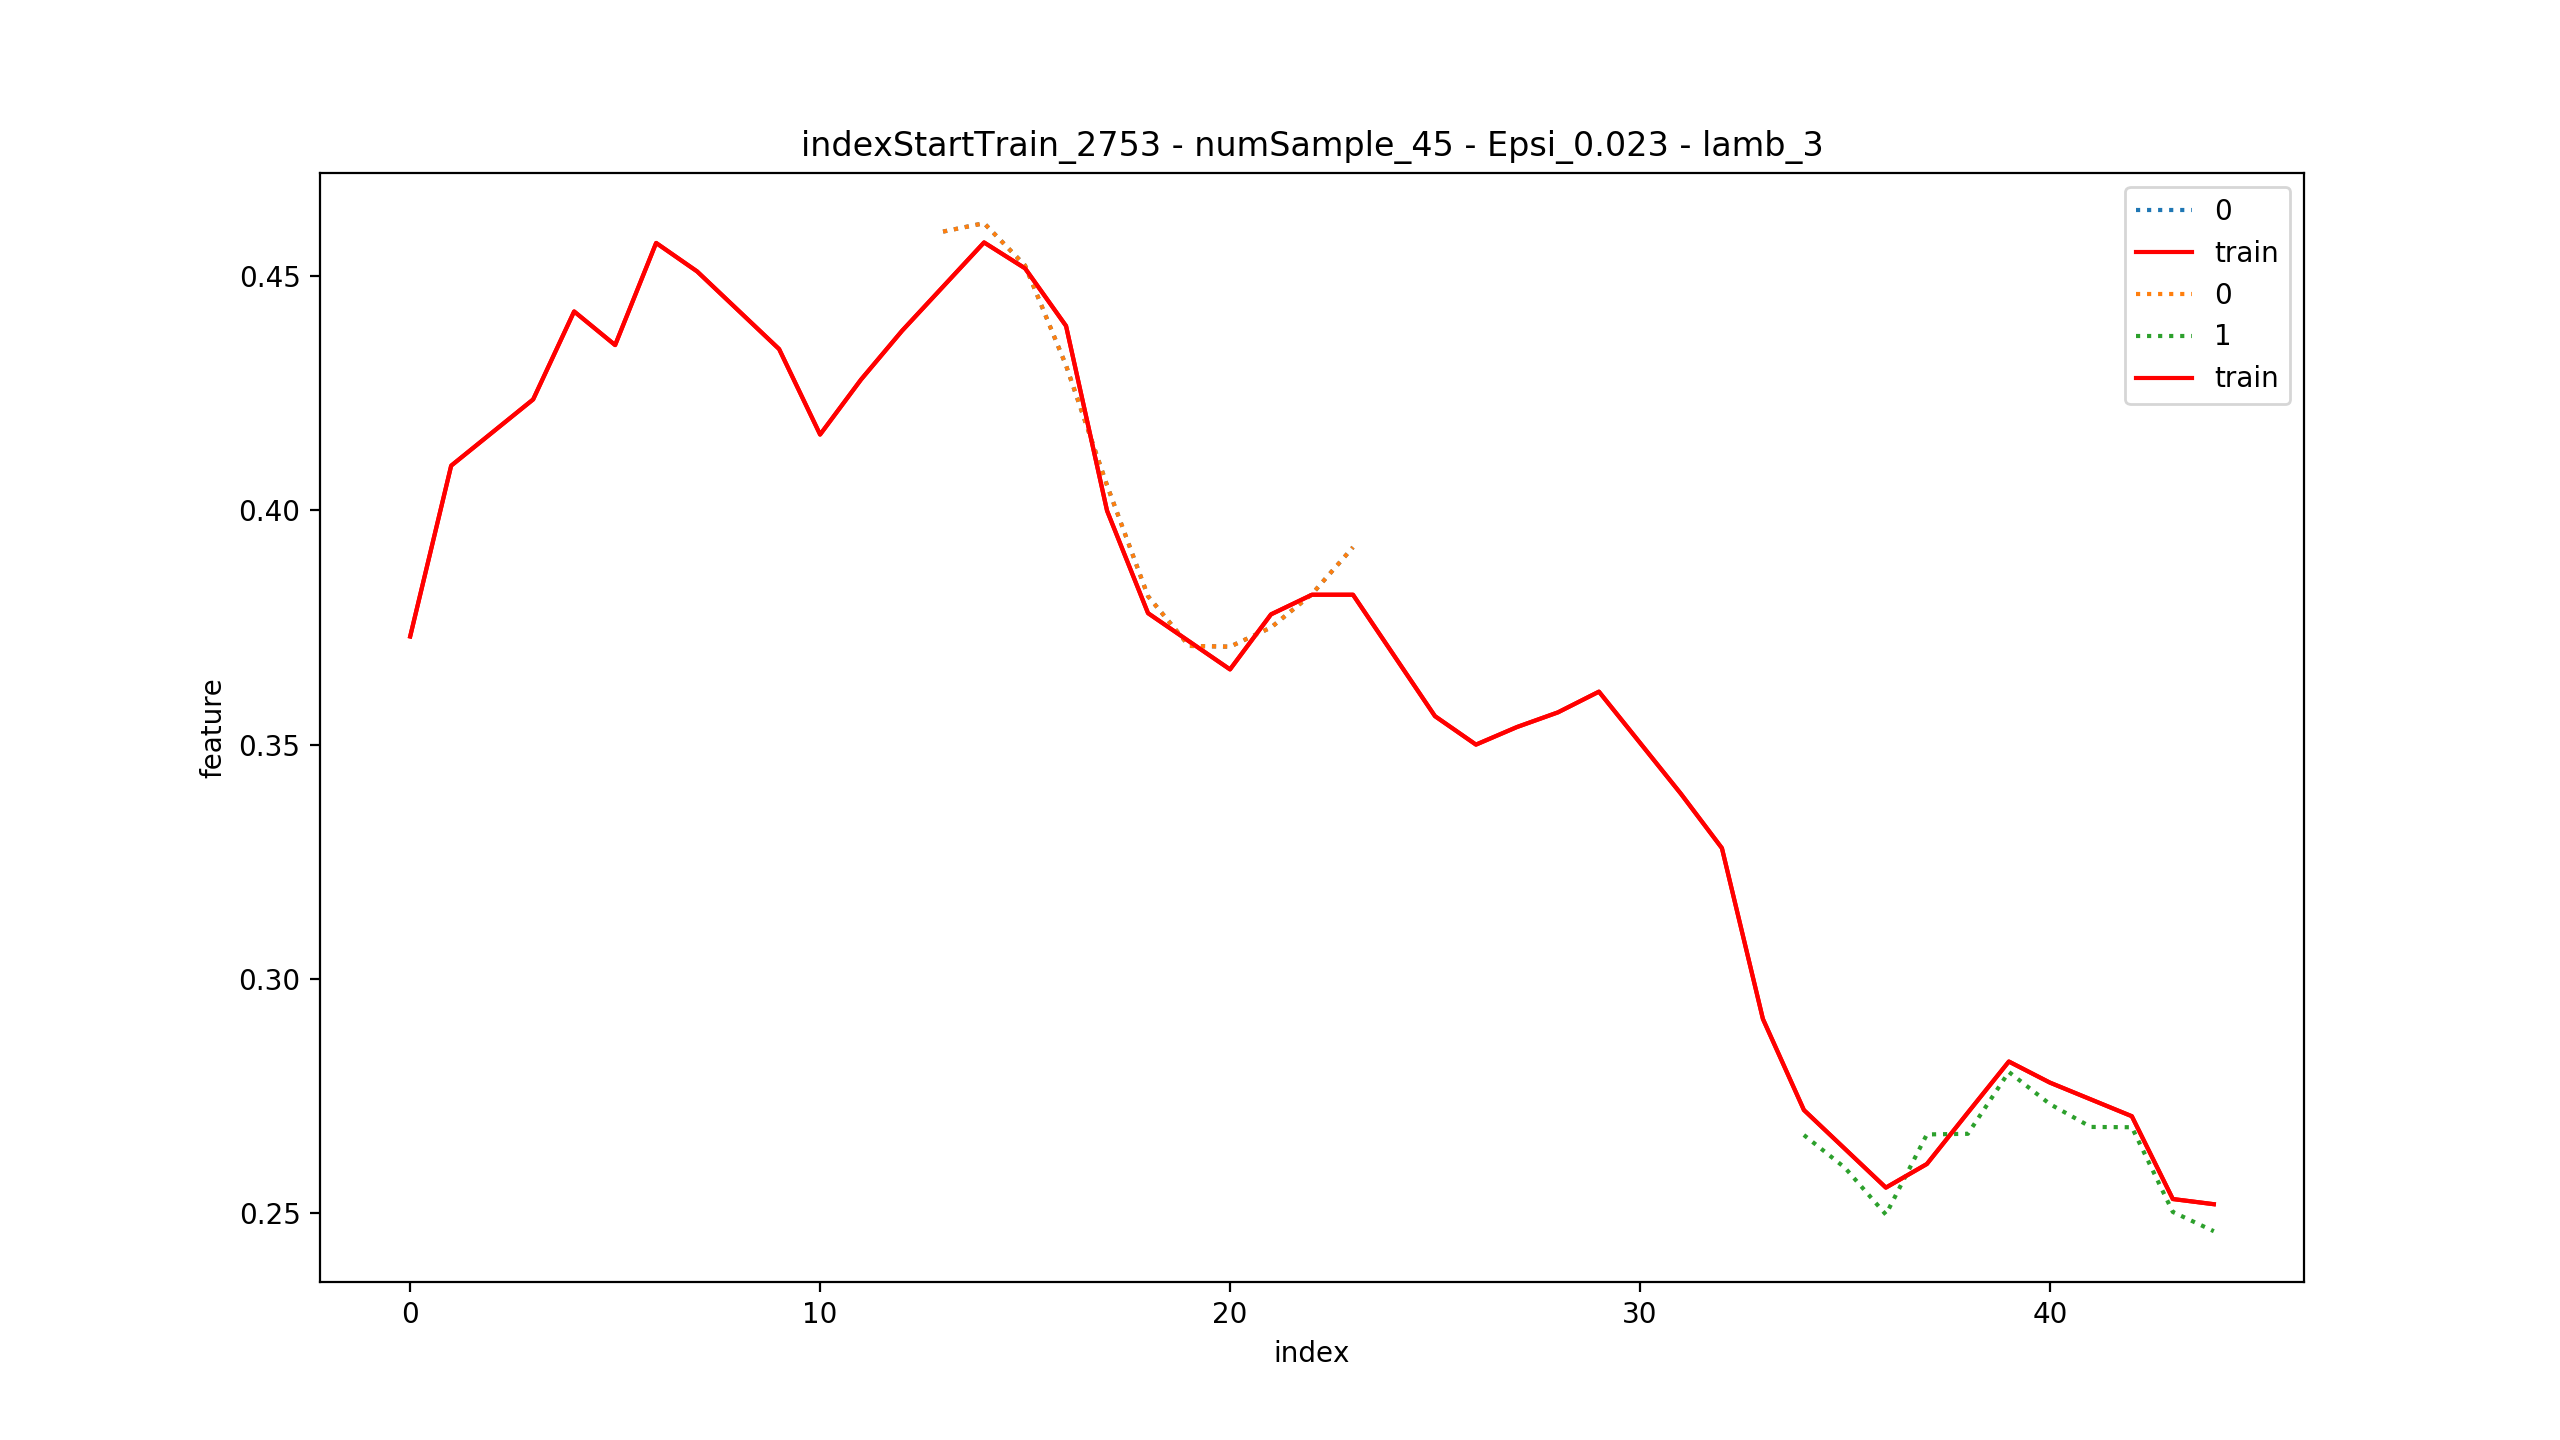 indexStartTrain_2753 - numSample_45 - Epsi_0.023 - lamb_3
0
train
0
1
train
0.45
0.40
0.35
0.30
0.25
feature
0 10 20 30 40
index